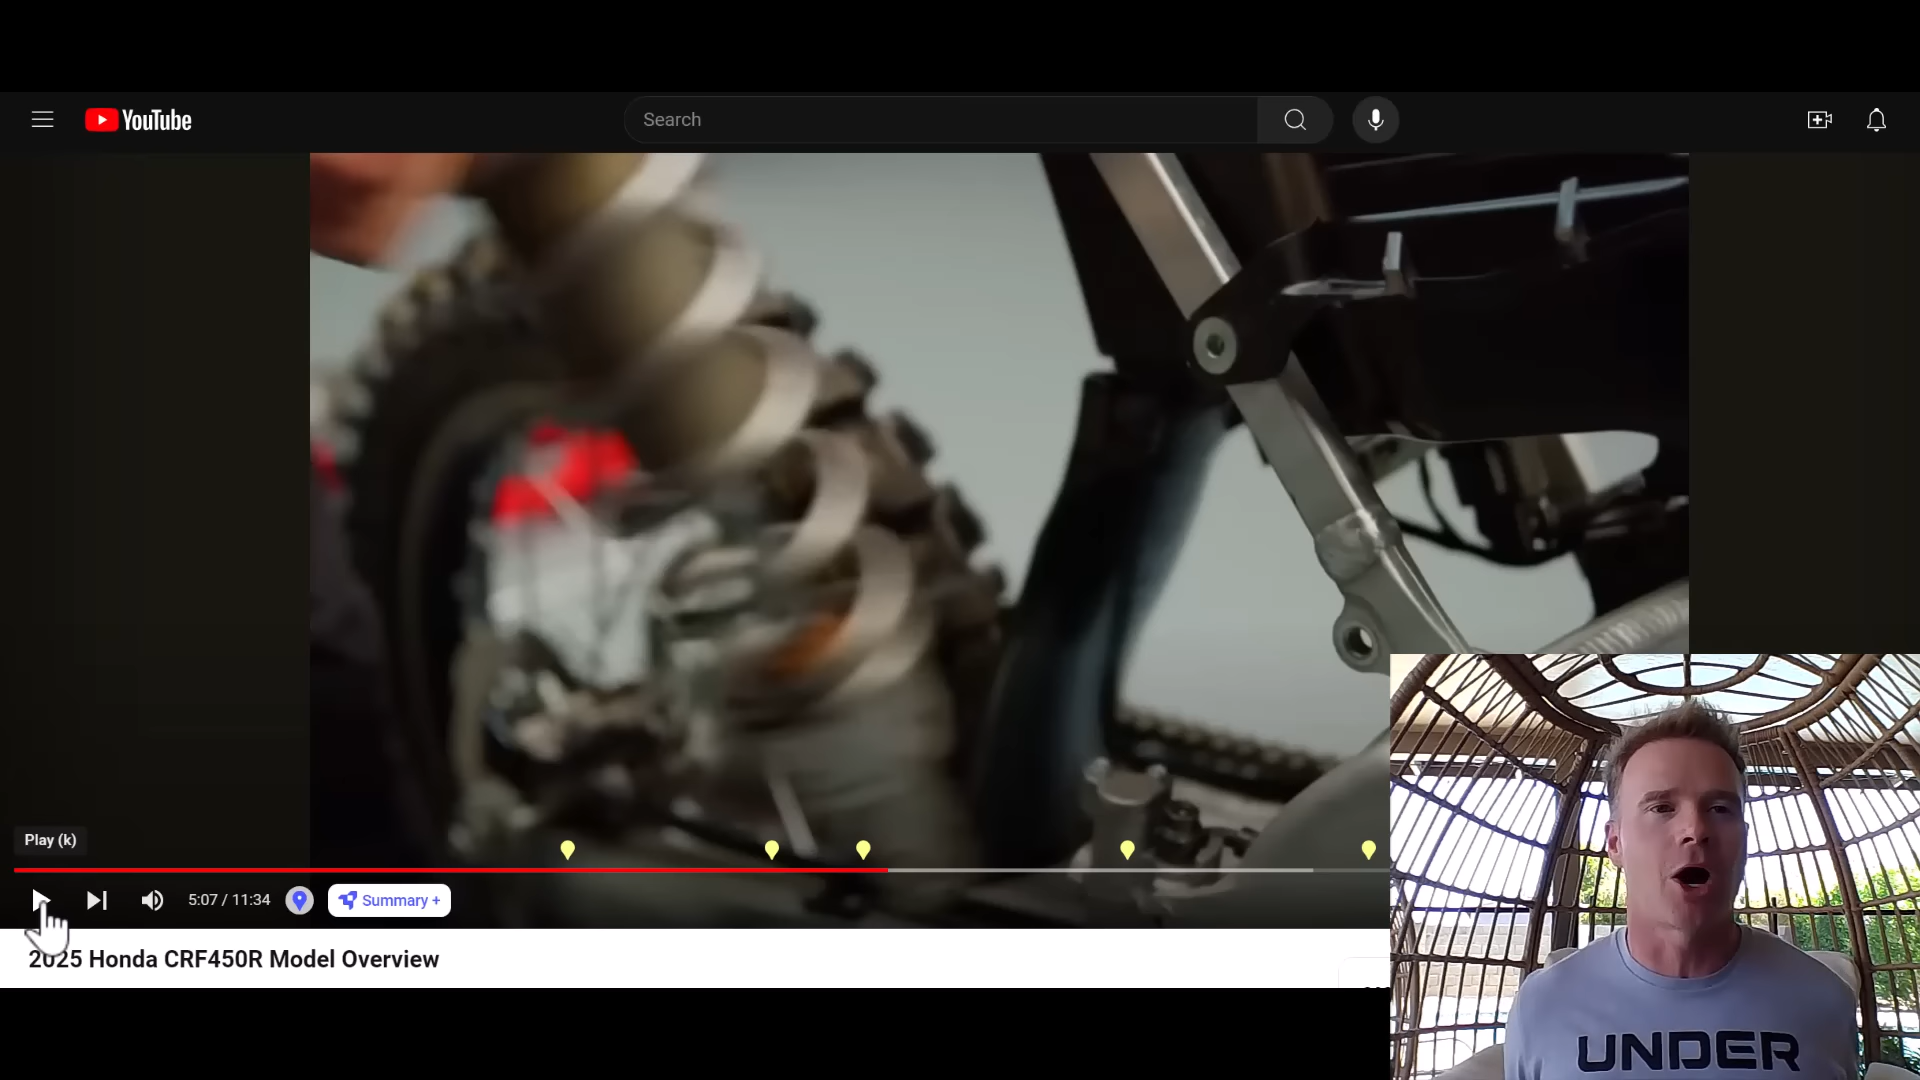 YouTube
Search
Play (k)
5:07 / 11:34
Summary +
2025 Honda CRF450R Model Overview
UNDER